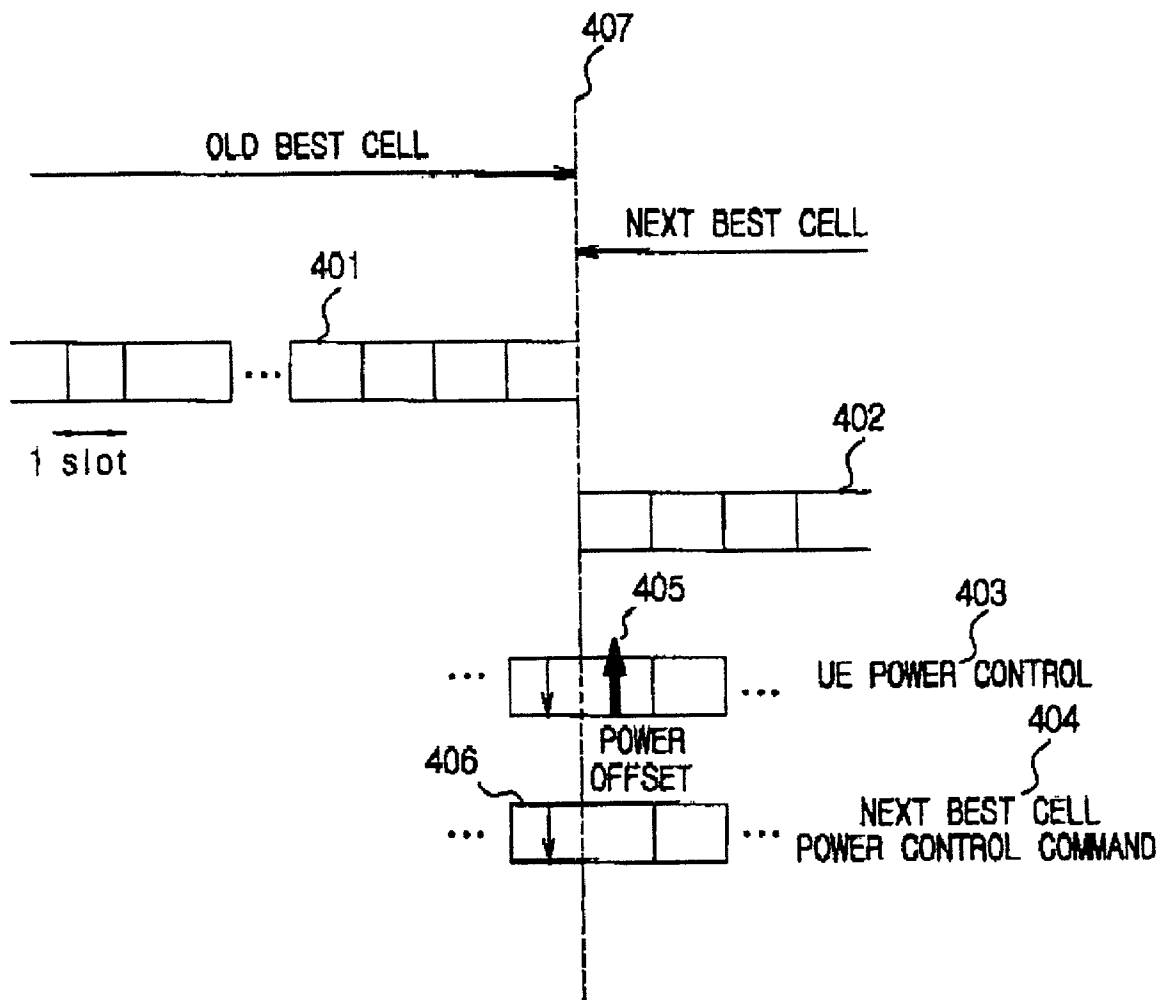 407
OLD BEST CELL
NEXT BEST CELL
401
...
1 slot
402
405
403
... ...
UE POWER CONTROL
POWER
OFFSET
404
406
... ...
NEXT BEST CELL
POWER CONTROL COMMAND